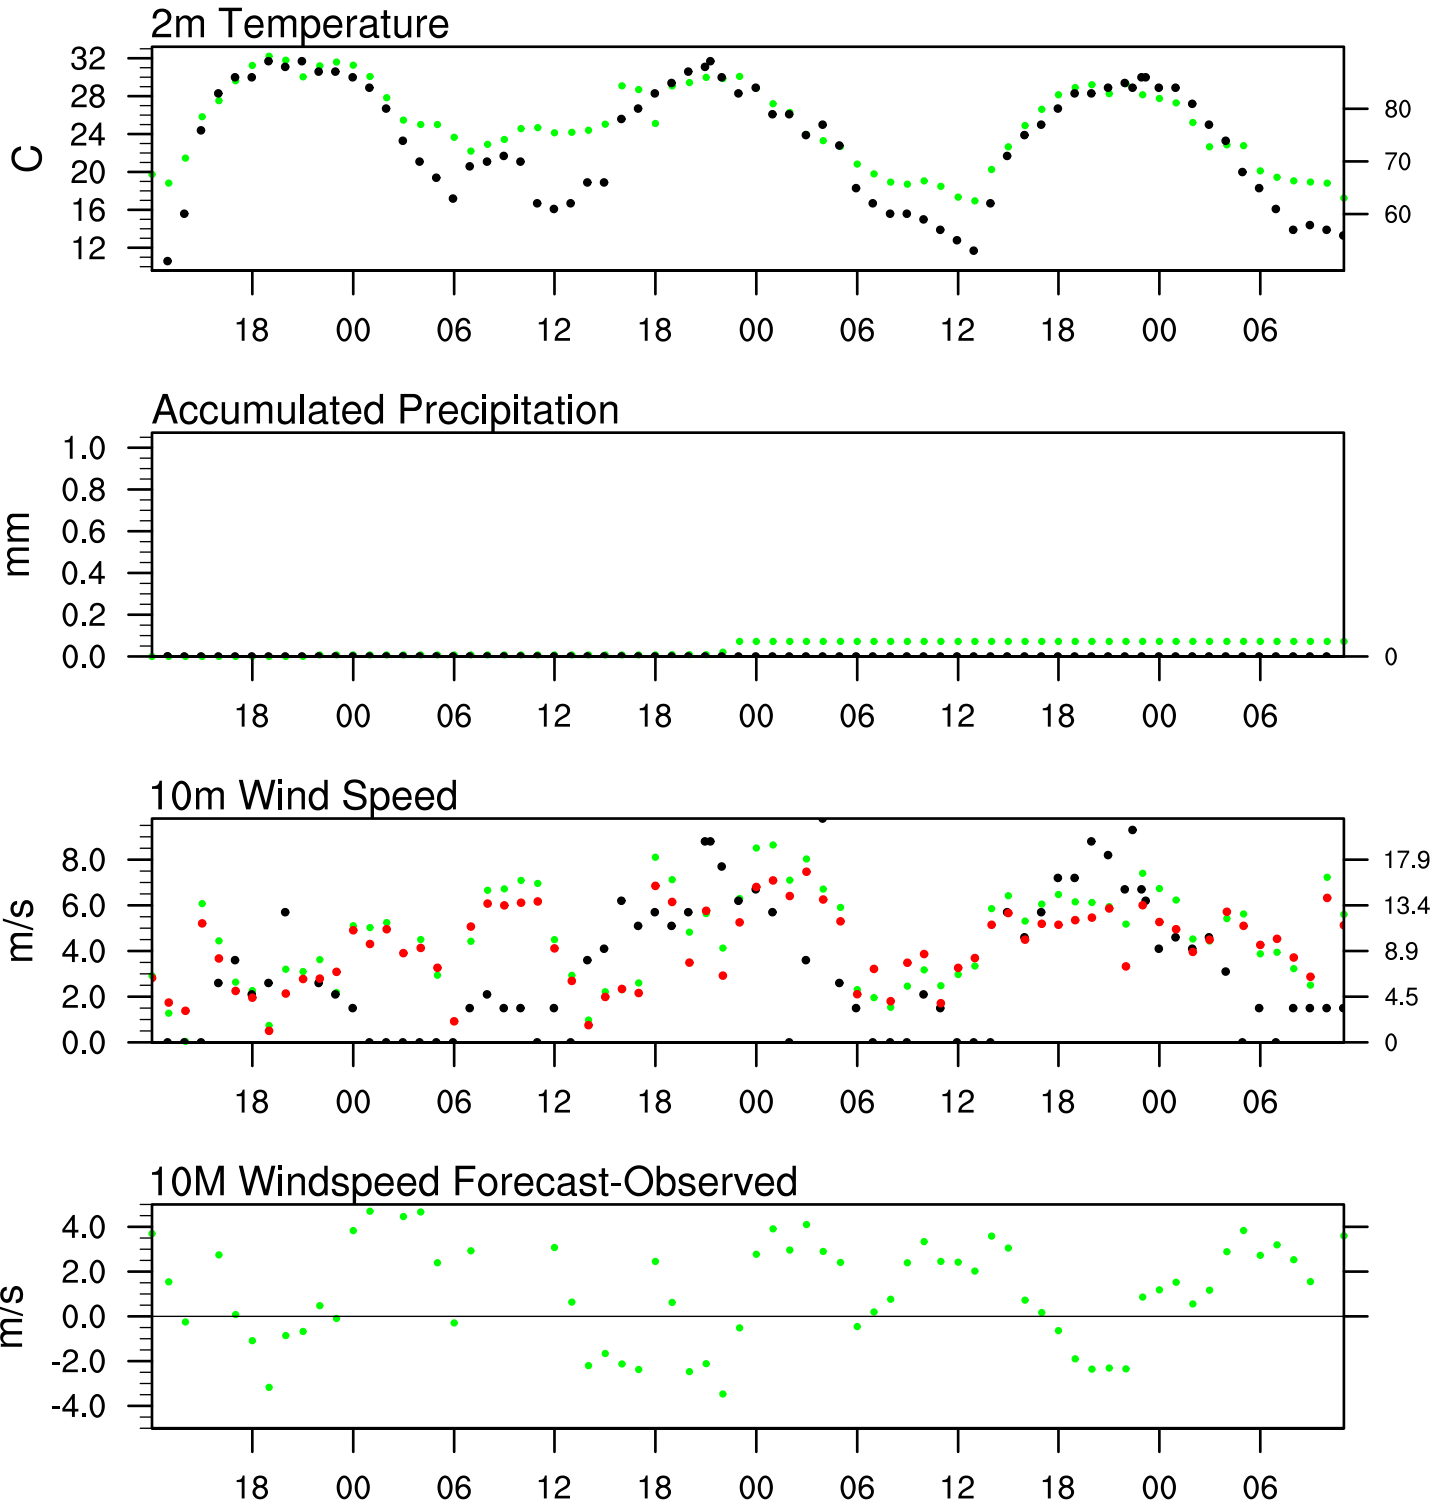 2m Temperature
32
28
24
20
16
12
C
80
70
60
18 00 06 12 18 00 06 12 18 00 06
Accumulated Precipitation
1.0
0.8
0.6
0.4
0.2
0.0
mm
0
18 00 06 12 18 00 06 12 18 00 06
10m Wind Speed
8.0
6.0
4.0
2.0
0.0
m/s
17.9
13.4
8.9
4.5
0
18 00 06 12 18 00 06 12 18 00 06
10M Windspeed Forecast-Observed
4.0
2.0
0.0
-2.0
-4.0
m/s
18 00 06 12 18 00 06 12 18 00 06